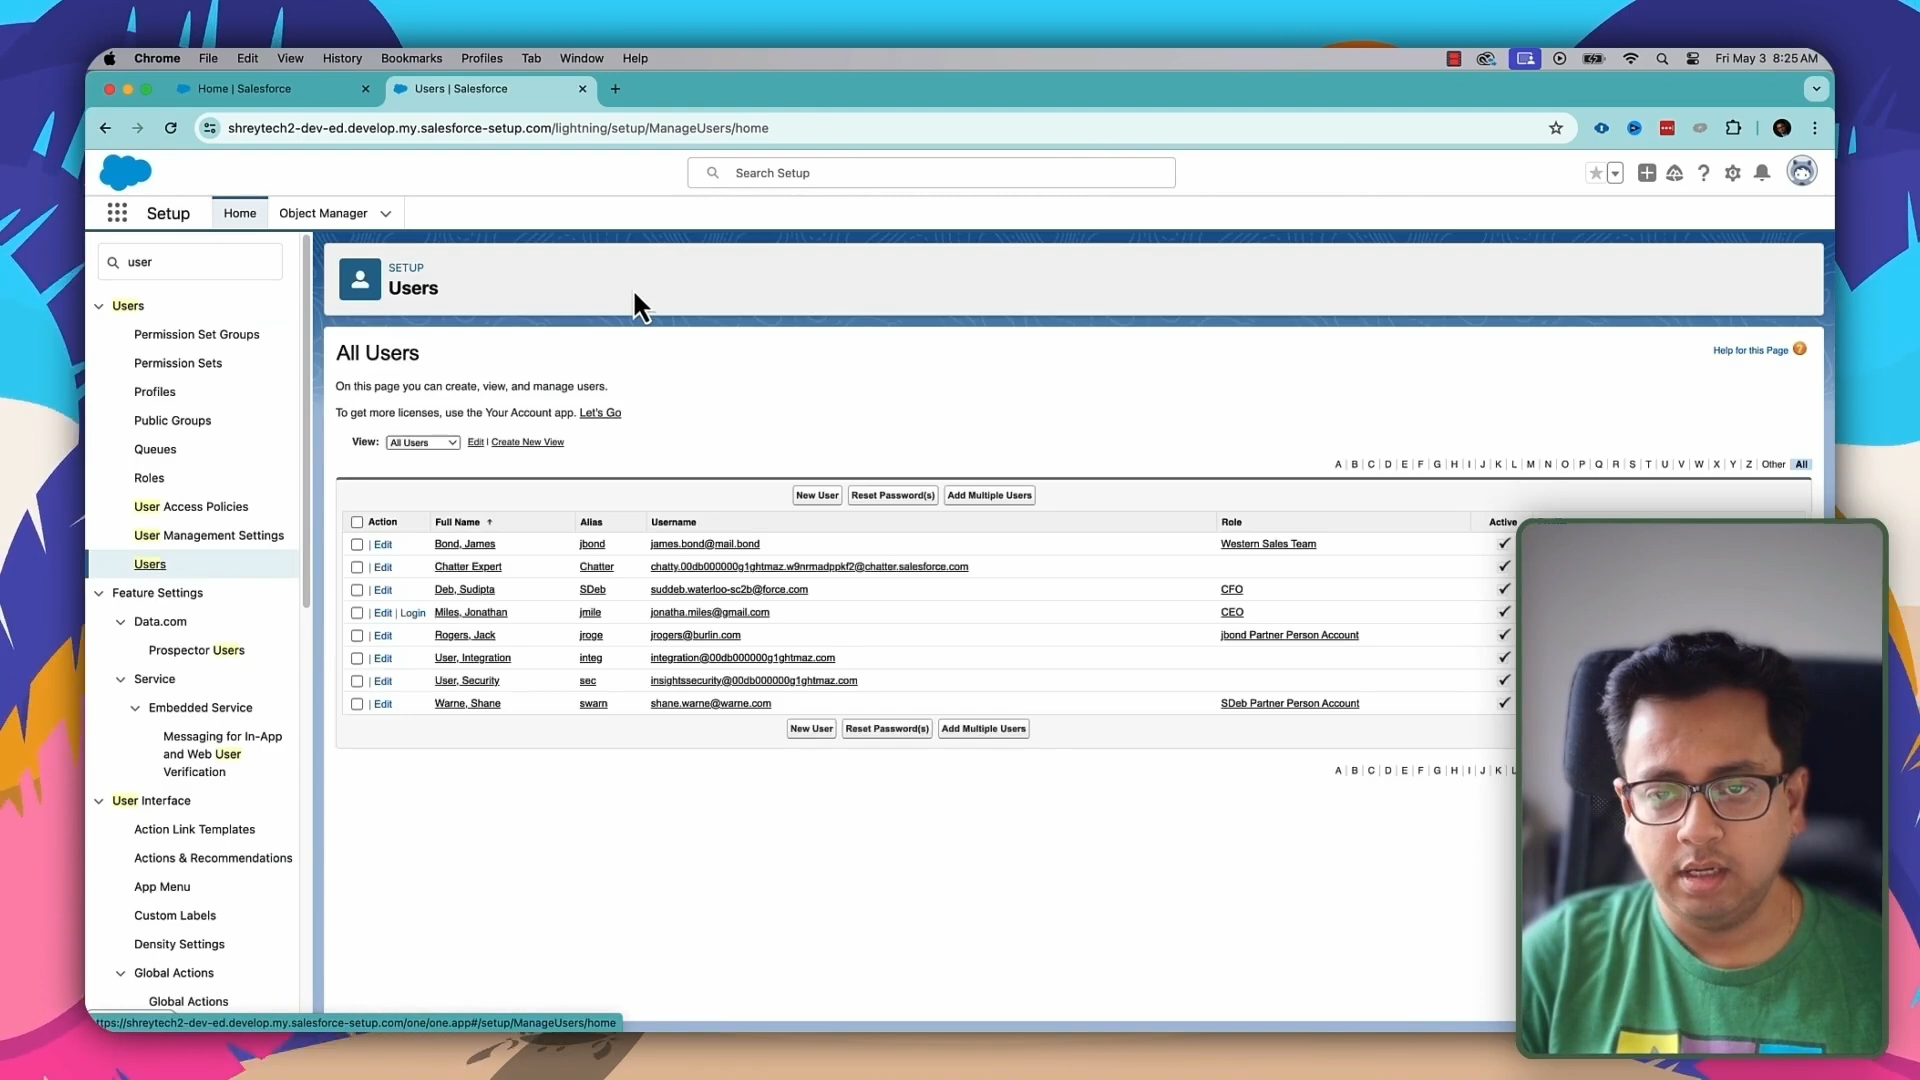 Chrome File Edit View History Bookmarks Profiles Tab Window Help Fri May 3 8:25 AM
Home | Salesforce Users | Salesforce
shreytech2-dev-ed.develop.my.salesforce-setup.com/lightning/setup/ManageUsers/home
Search Setup
Setup Home Object Manager
user
Users
Permission Set Groups
Permission Sets
Profiles
Public Groups
Queues
Roles
User Access Policies
User Management Settings
Users
Feature Settings
Data.com
Prospector Users
Service
Embedded Service
Messaging for In-App
and Web User
Verification
User Interface
Action Link Templates
Actions & Recommendations
App Menu
Custom Labels
Density Settings
Global Actions
Global Actions
SETUP
Users
All Users
Help for this Page
On this page you can create, view, and manage users.
To get more licenses, use the Your Account app. Let's Go
View: All Users Edit | Create New View
A | B | C | D | E | F | G | H | I | J | K | L | M | N | O | P | Q | R | S | T | U | V | W | X | Y | Z | Other All
New User Reset Password(s) Add Multiple Users
Action Full Name Alias Username Role Active
| Edit Bond, James jbond james.bond@mail.bond Western Sales Team
| Edit Chatter Expert Chatter chatty.00db000000g1ghtmaz.w9nrmadppkf2@chatter.salesforce.com
| Edit Deb, Sudipta SDeb suddeb.waterloo-sc2b@force.com CFO
| Edit | Login Miles, Jonathan jmile jonatha.miles@gmail.com CEO
| Edit Rogers, Jack jroge jrogers@burlin.com jbond Partner Person Account
| Edit User, Integration integ integration@00db000000g1ghtmaz.com
| Edit User, Security sec insightssecurity@00db000000g1ghtmaz.com
| Edit Warne, Shane swarn shane.warne@warne.com SDeb Partner Person Account
New User Reset Password(s) Add Multiple Users
A | B | C | D | E | F | G | H | I | J | K | L
ttps://shreytech2-dev-ed.develop.my.salesforce-setup.com/one/one.app#/setup/ManageUsers/home